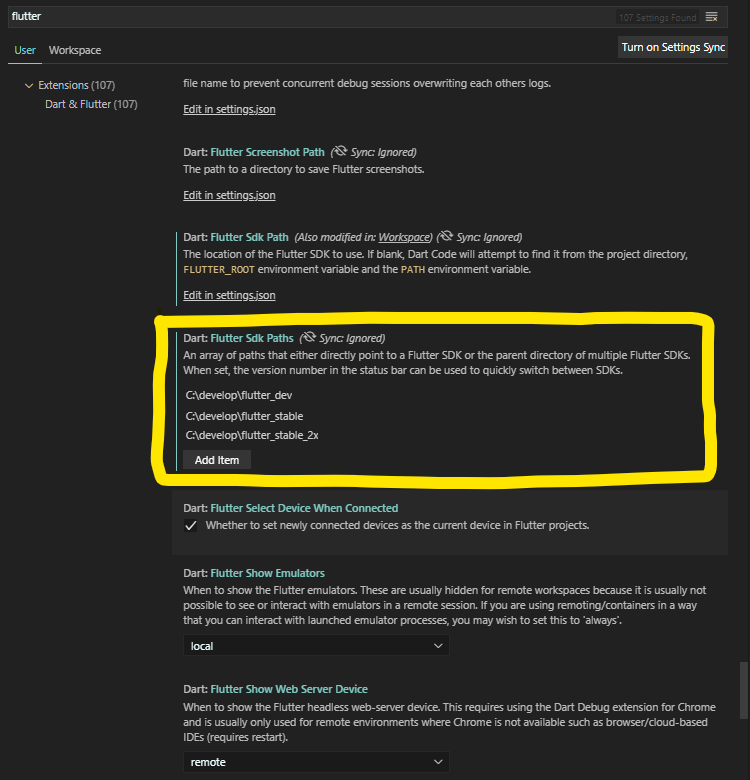 flutter
107 Settings Found
User
Workspace
Turn on Settings Sync
Extensions (107)
Dart & Flutter (107)
file name to prevent concurrent debug sessions overwriting each others logs.
Edit in settings.json
Dart: Flutter Screenshot Path (Sync: Ignored)
The path to a directory to save Flutter screenshots.
Edit in settings.json
Dart: Flutter Sdk Path (Also modified in: Workspace) (Sync: Ignored)
The location of the Flutter SDK to use. If blank, Dart Code will attempt to find it from the project directory,
FLUTTER_ROOT environment variable and the PATH environment variable.
Edit in settings.json
Dart: Flutter Sdk Paths (Sync: Ignored)
An array of paths that either directly point to a Flutter SDK or the parent directory of multiple Flutter SDKs.
When set, the version number in the status bar can be used to quickly switch between SDKs.
C:\develop\flutter_dev
C:\develop\flutter_stable
C:\develop\flutter_stable_2x
Add Item
Dart: Flutter Select Device When Connected
Whether to set newly connected devices as the current device in Flutter projects.
Dart: Flutter Show Emulators
When to show the Flutter emulators. These are usually hidden for remote workspaces because it is usually not
possible to see or interact with emulators in a remote session. If you are using remoting/containers in a way
that you can interact with launched emulator processes, you may wish to set this to 'always'.
local
Dart: Flutter Show Web Server Device
When to show the Flutter headless web-server device. This requires using the Dart Debug extension for Chrome
and is usually only used for remote environments where Chrome is not available such as browser/cloud-based
IDEs (requires restart).
remote